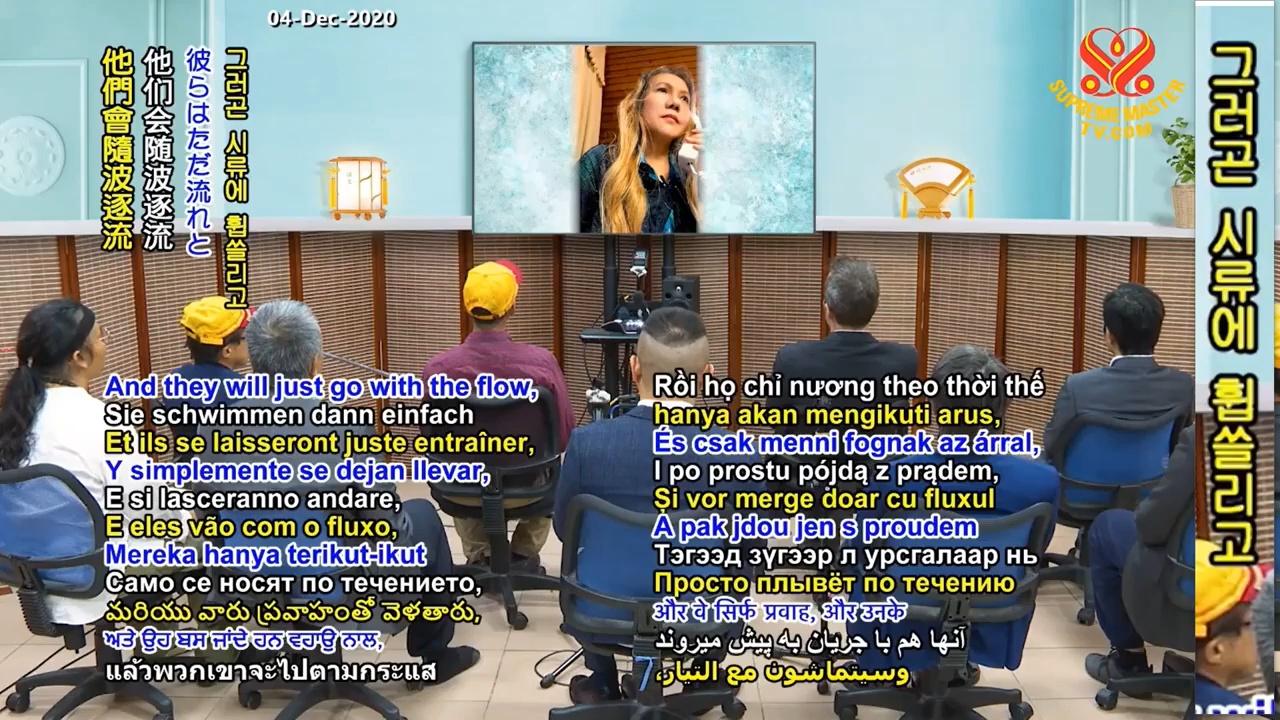 04-Dec-2020
그러곤 시류에 휩쓸리고
彼らはただ流れと
他们会随波逐流
他們會隨波逐流
SUPREME MASTER
TV.COM
그러곤 시류에 휩쓸리고
And they will just go with the flow,
Sie schwimmen dann einfach
Et ils se laisseront juste entraîner,
Y simplemente se dejan llevar,
E si lasceranno andare,
E eles vão com o fluxo,
Mereka hanya terikut-ikut
Само се носят по течението,
మరియు వారు ప్రవాహంతో వెళతారు,
ਅਤੇ ਉਹ ਬਸ ਜਾਂਦੇ ਹਨ ਵਹਾਉ ਨਾਲ,
แล้วพวกเขาจะไปตามกระแส
Rồi họ chỉ nương theo thời thế
hanya akan mengikuti arus,
És csak menni fognak az árral,
I po prostu pójdą z prądem,
Și vor merge doar cu fluxul
A pak jdou jen s proudem
Тэгээд зүгээр л урсгалаар нь
Просто плывёт по течению
और वे सिर्फ प्रवाह, और उनके
آنها هم با جریان به پیش میروند
وسيتماشون مع التيار،
7